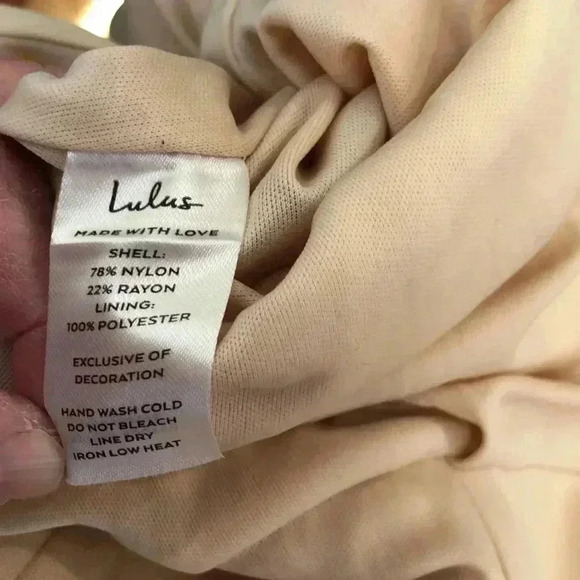 Lulus
MADE WITH LOVE
SHELL:
78% NYLON
22% RAYON
LINING:
100% POLYESTER
EXCLUSIVE OF
DECORATION
HAND WASH COLD
DO NOT BLEACH
LINE DRY
IRON LOW HEAT